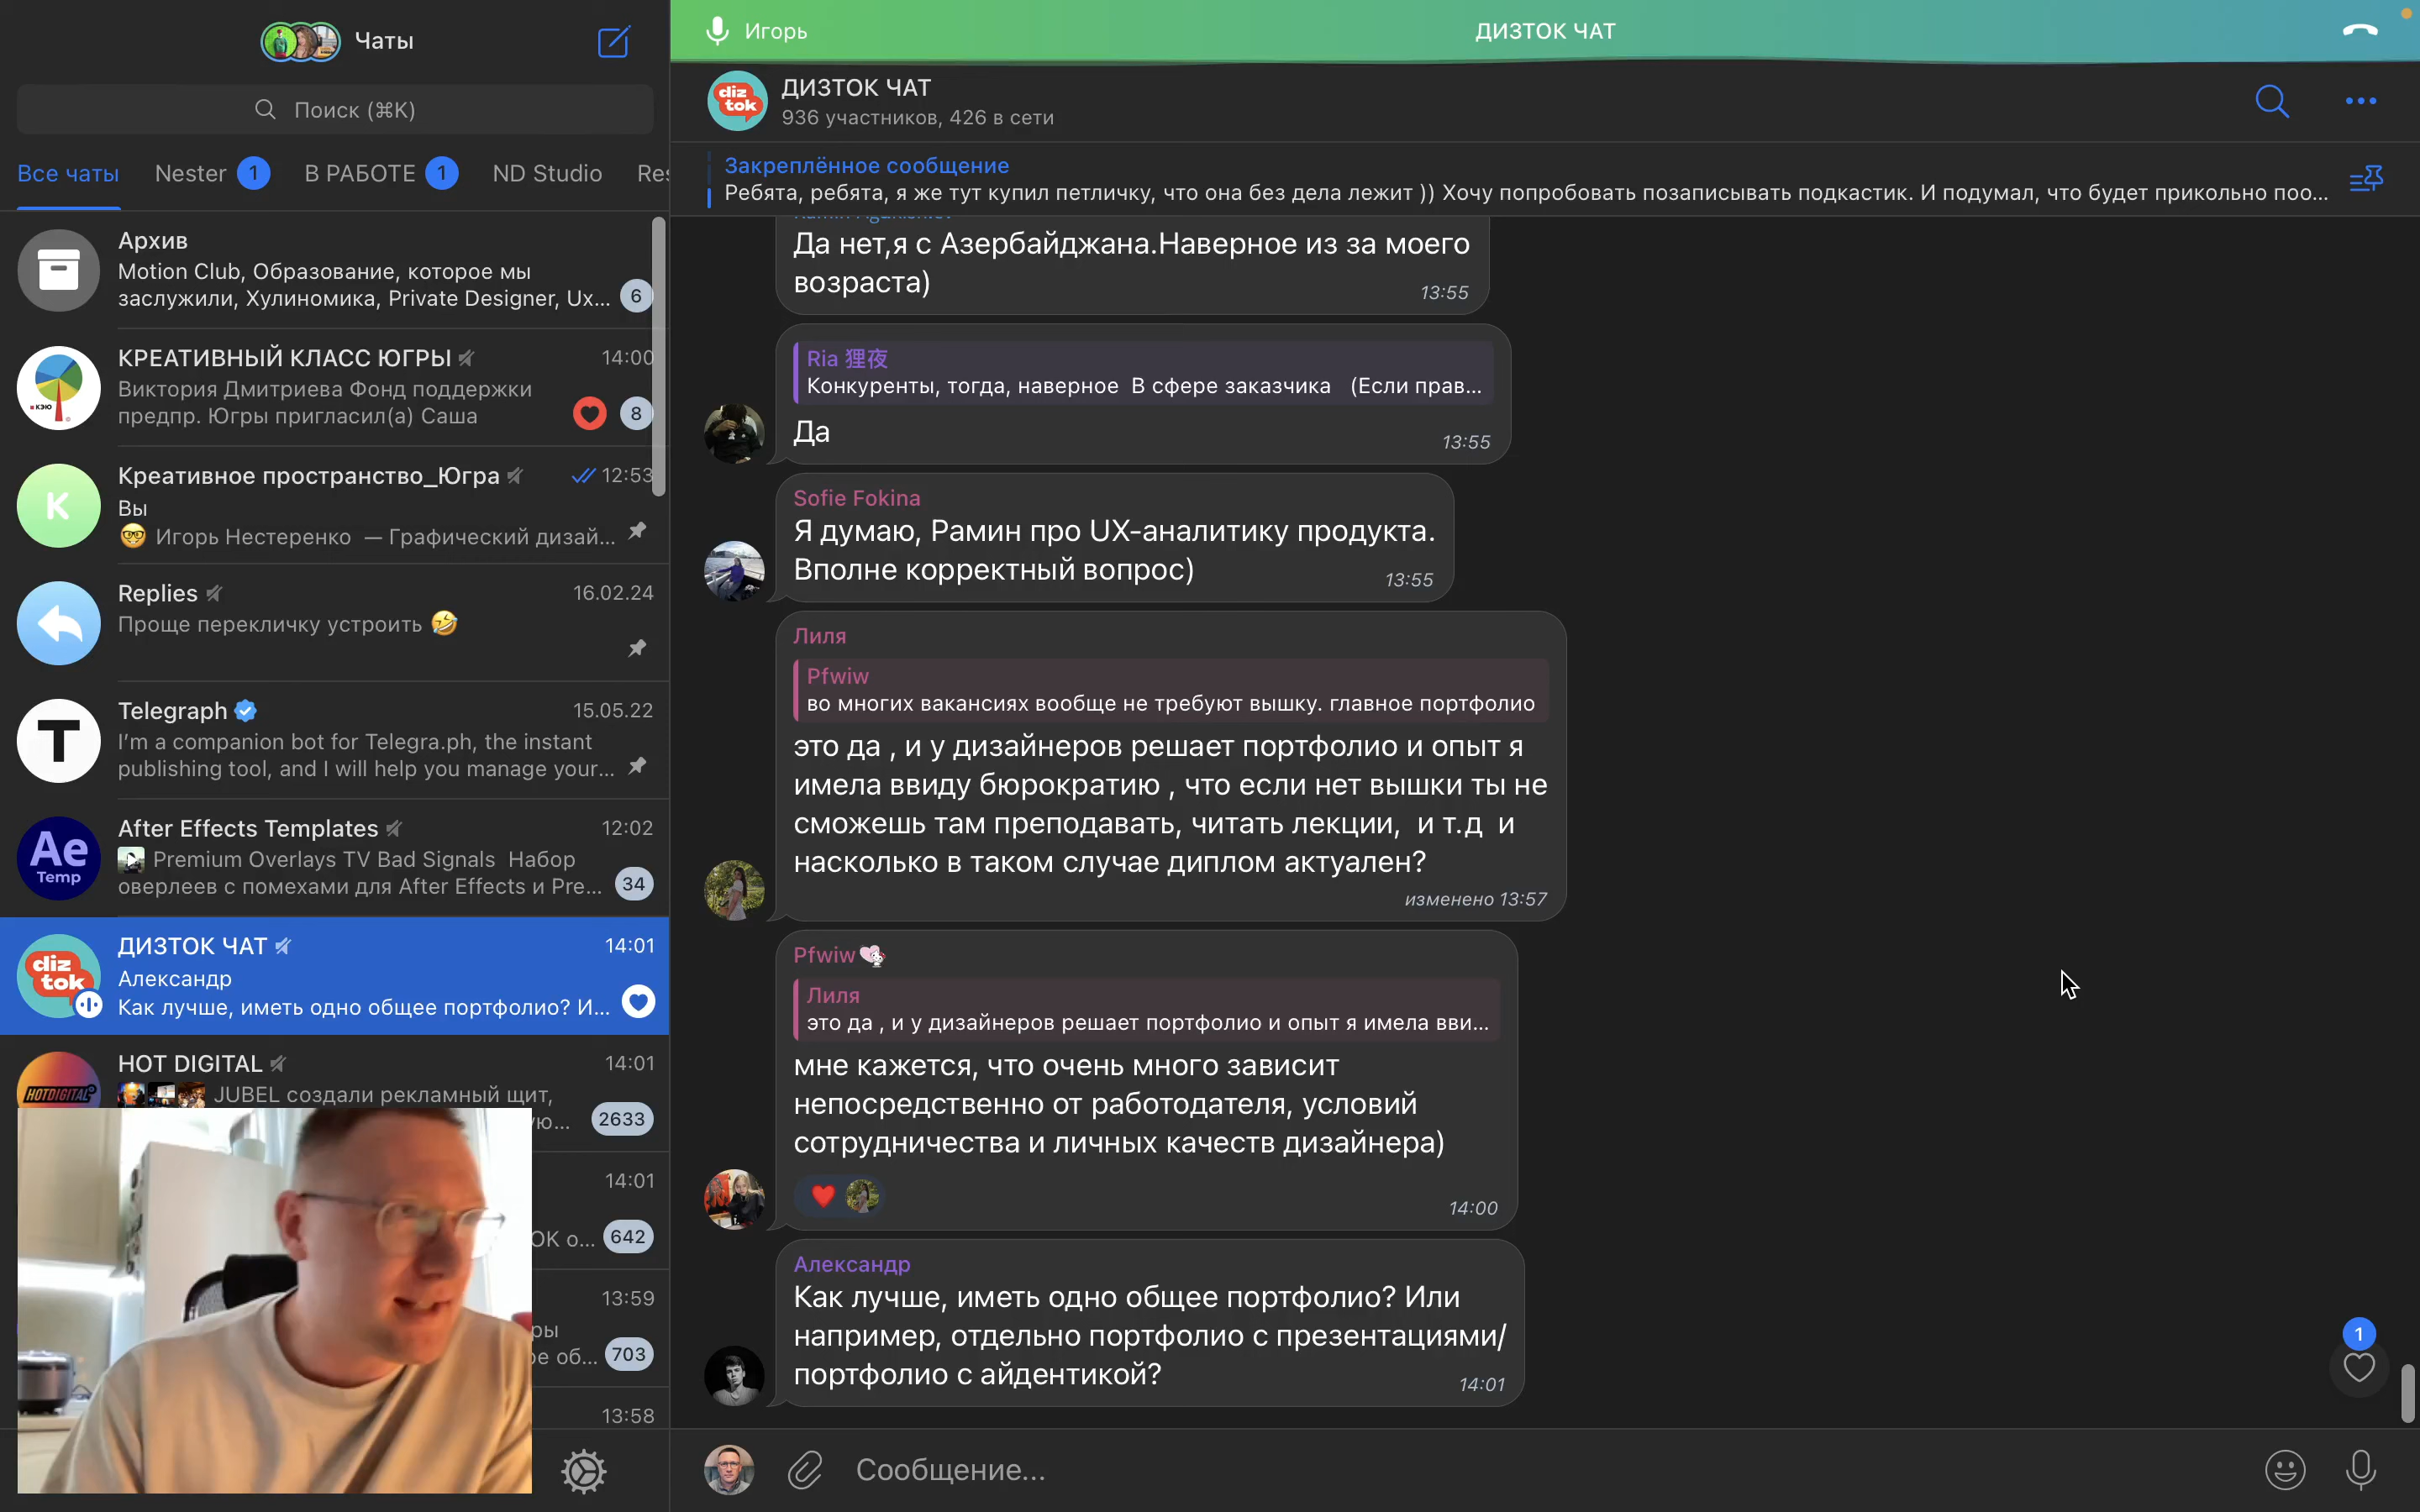 Чаты
Поиск (⌘K)
Все чаты
Nester 1
В РАБОТЕ 1
ND Studio
Res
Архив
Motion Club, Образование, которое мы
заслужили, Хулиномика, Private Designer, Ux...
6
КРЕАТИВНЫЙ КЛАСС ЮГРЫ
14:00
Виктория Дмитриева Фонд поддержки
предпр. Югры пригласил(а) Саша
8
кэю
Креативное пространство_Югра
12:53
K
Вы
🤓 Игорь Нестеренко — Графический дизай...
Replies
16.02.24
Проще перекличку устроить 🤣
Telegraph
15.05.22
T
I'm a companion bot for Telegra.ph, the instant
publishing tool, and I will help you manage your...
After Effects Templates
12:02
Ae
Temp
Premium Overlays TV Bad Signals Набор
оверлеев с помехами для After Effects и Pre...
34
ДИЗТОК ЧАТ
14:01
diz
tok
Александр
Как лучше, иметь одно общее портфолио? И...
HOT DIGITAL
14:01
HOTDIGITAL
JUBEL создали рекламный щит,
ую...
2633
14:01
OK о...
642
13:59
ры
ре об...
703
13:58
Игорь
ДИЗТОК ЧАТ
diz
tok
ДИЗТОК ЧАТ
936 участников, 426 в сети
Закреплённое сообщение
Ребята, ребята, я же тут купил петличку, что она без дела лежит )) Хочу попробовать позаписывать подкастик. И подумал, что будет прикольно поо...
Да нет,я с Азербайджана.Наверное из за моего
возраста)
13:55
Ria 狸夜
Конкуренты, тогда, наверное В сфере заказчика (Если прав...
Да
13:55
Sofie Fokina
Я думаю, Рамин про UX-аналитику продукта.
Вполне корректный вопрос)
13:55
Лиля
Pfwiw
во многих вакансиях вообще не требуют вышку. главное портфолио
это да , и у дизайнеров решает портфолио и опыт я
имела ввиду бюрократию , что если нет вышки ты не
сможешь там преподавать, читать лекции, и т.д и
насколько в таком случае диплом актуален?
изменено 13:57
Pfwiw
Лиля
это да , и у дизайнеров решает портфолио и опыт я имела вви...
мне кажется, что очень много зависит
непосредственно от работодателя, условий
сотрудничества и личных качеств дизайнера)
❤️
14:00
Александр
Как лучше, иметь одно общее портфолио? Или
например, отдельно портфолио с презентациями/
портфолио с айдентикой?
14:01
1
Сообщение...